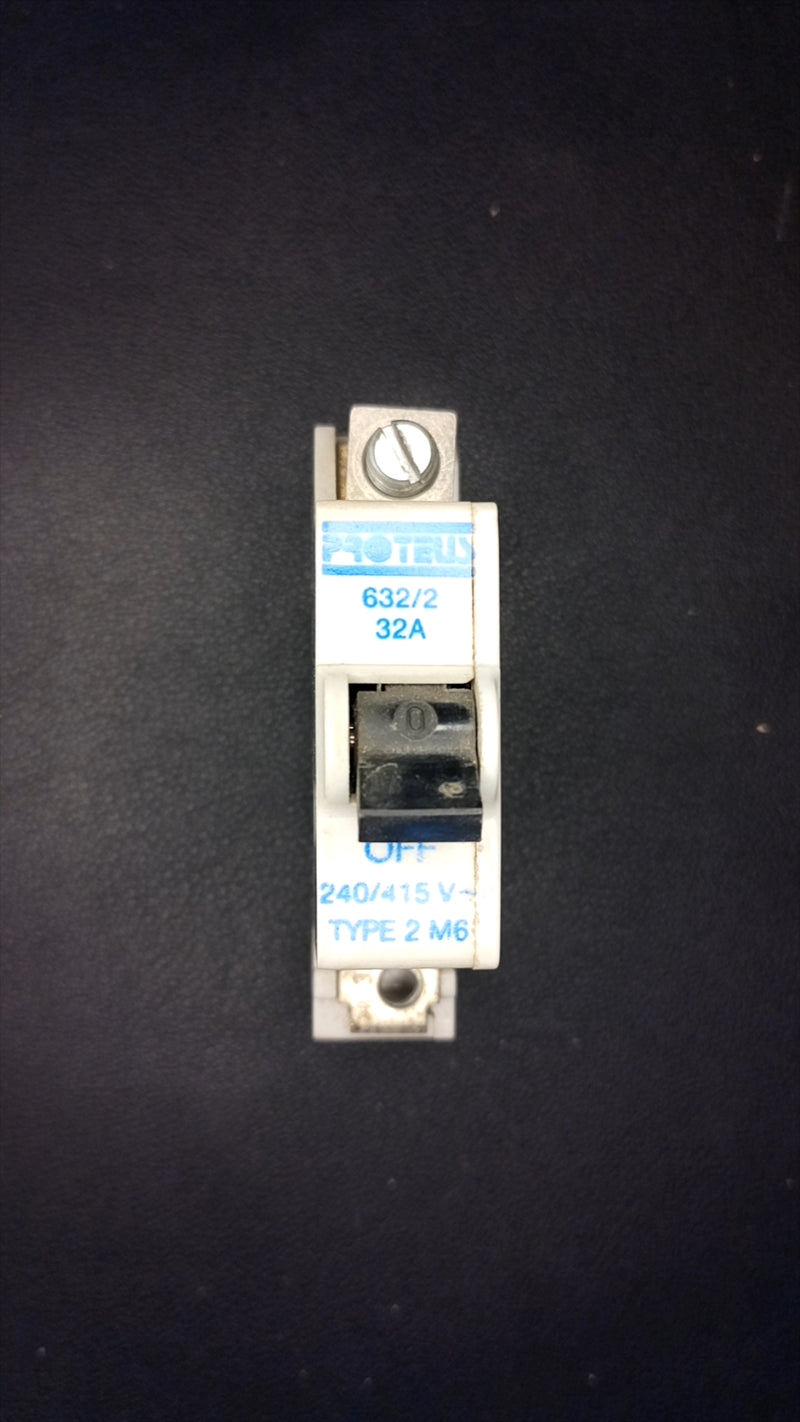 PROTEUS
632/2
32A
0
OFF
240/415 V~
TYPE 2 M6